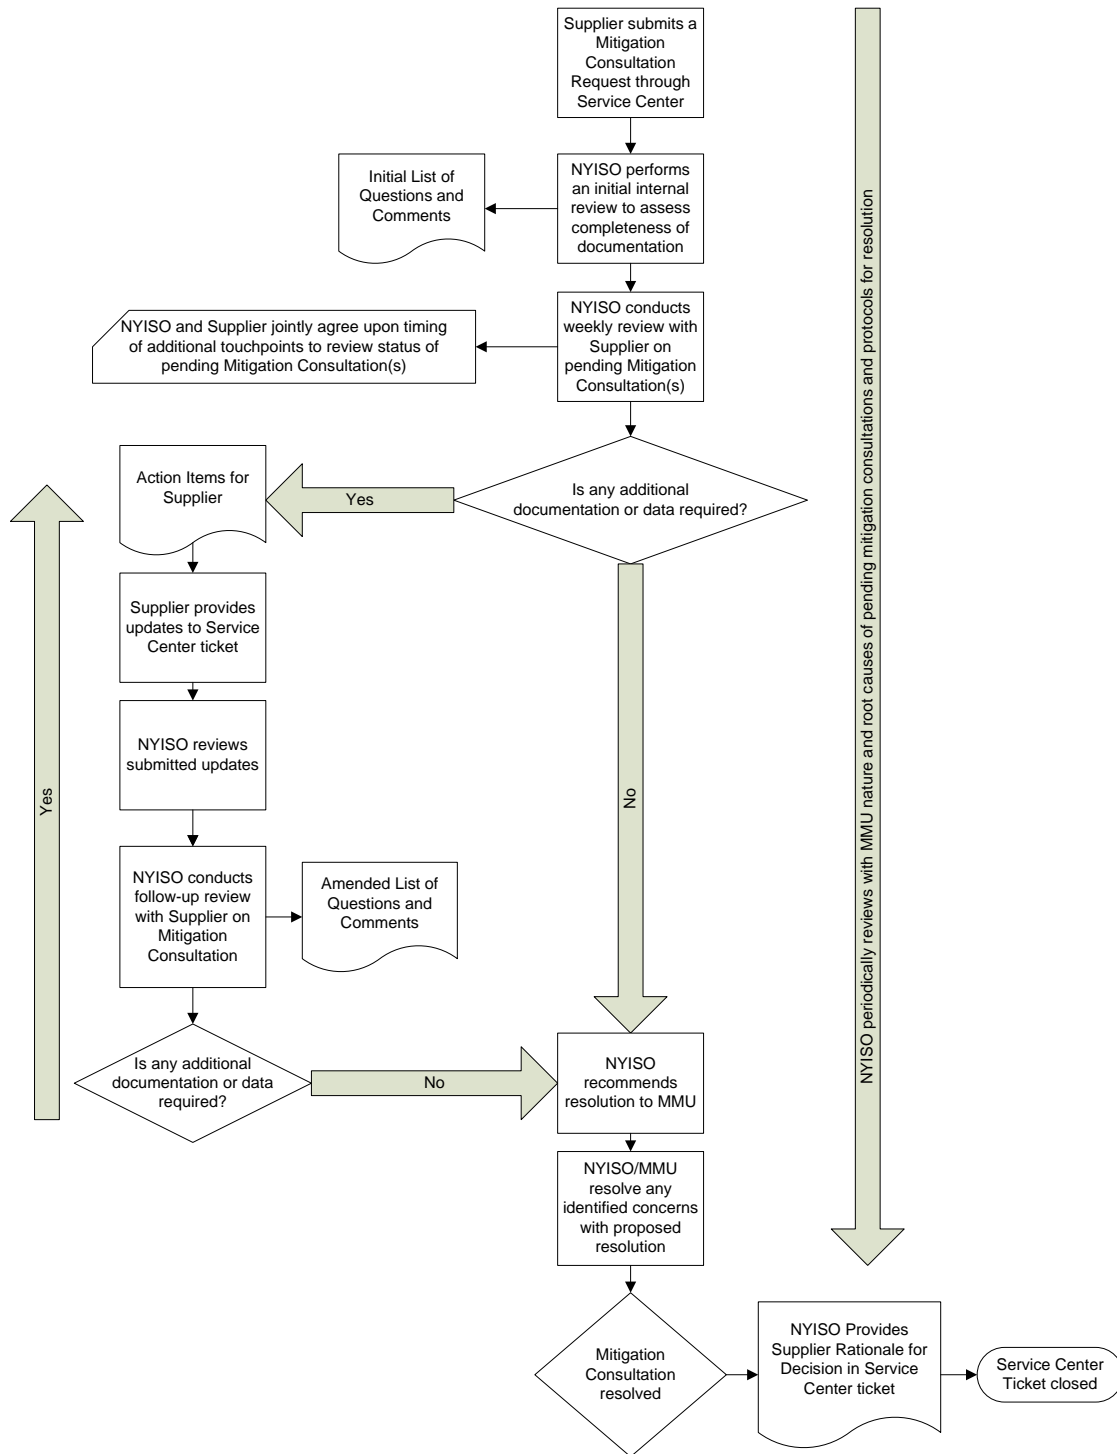 Supplier submits a
Mitigation
Consultation
Request through
Service Center
NYISO performs
an initial internal
review to assess
completeness of
documentation
Initial List of
Questions and
Comments
NYISO conducts
weekly review with
Supplier on
pending Mitigation
Consultation(s)
NYISO and Supplier jointly agree upon timing
of additional touchpoints to review status of
pending Mitigation Consultation(s)
Is any additional
documentation or data required?
Yes
Action Items for
Supplier
Supplier provides
updates to Service
Center ticket
NYISO reviews
submitted updates
NYISO conducts
follow-up review
with Supplier on
Mitigation
Consultation
Amended List of
Questions and
Comments
Is any additional
documentation or data
required?
Yes
No
No
NYISO
recommends
resolution to MMU
NYISO/MMU
resolve any
identified concerns
with proposed
resolution
Mitigation
Consultation
resolved
NYISO Provides
Supplier Rationale for
Decision in Service
Center ticket
Service Center
Ticket closed
NYISO periodically reviews with MMU nature and root causes of pending mitigation consultations and protocols for resolution